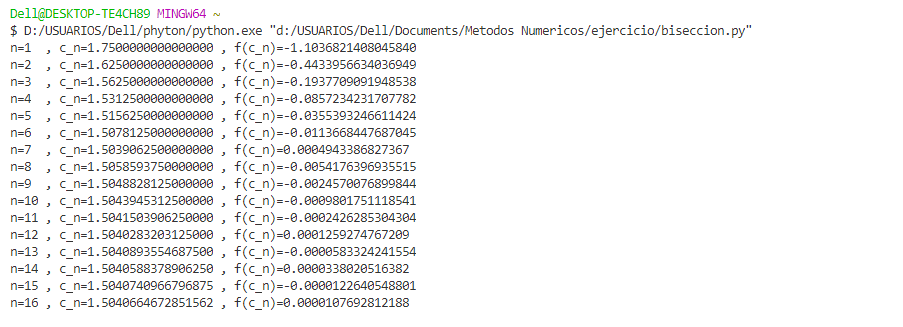 Dell@DESKTOP-TE4CH89 MINGW64 ~
$ D:/USUARIOS/Dell/phyton/python.exe "d:/USUARIOS/Dell/Documents/Metodos Numericos/ejercicio/biseccion.py"
n=1  , c_n=1.7500000000000000 , f(c_n)=-1.1036821408045840
n=2  , c_n=1.6250000000000000 , f(c_n)=-0.4433956634036949
n=3  , c_n=1.5625000000000000 , f(c_n)=-0.1937709091948538
n=4  , c_n=1.5312500000000000 , f(c_n)=-0.0857234231707782
n=5  , c_n=1.5156250000000000 , f(c_n)=-0.0355393246611424
n=6  , c_n=1.5078125000000000 , f(c_n)=-0.0113668447687045
n=7  , c_n=1.5039062500000000 , f(c_n)=0.0004943386827367
n=8  , c_n=1.5058593750000000 , f(c_n)=-0.0054176396935515
n=9  , c_n=1.5048828125000000 , f(c_n)=-0.0024570076899844
n=10 , c_n=1.5043945312500000 , f(c_n)=-0.0009801751118541
n=11 , c_n=1.5041503906250000 , f(c_n)=-0.0002426285304304
n=12 , c_n=1.5040283203125000 , f(c_n)=0.0001259274767209
n=13 , c_n=1.5040893554687500 , f(c_n)=-0.0000583324241554
n=14 , c_n=1.5040588378906250 , f(c_n)=0.0000338020516382
n=15 , c_n=1.5040740966796875 , f(c_n)=-0.0000122640548801
n=16 , c_n=1.5040664672851562 , f(c_n)=0.0000107692812188